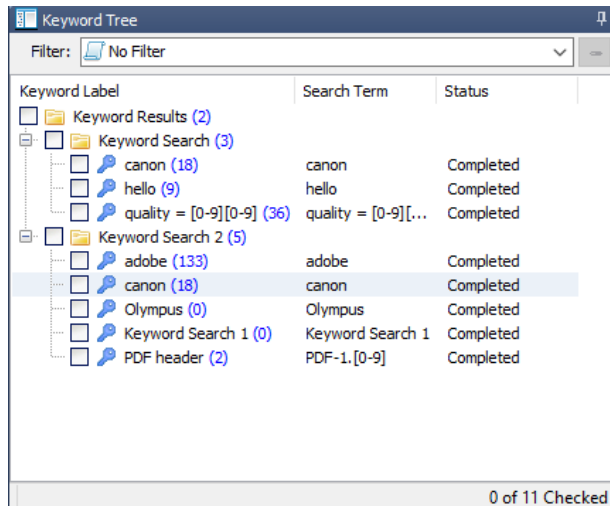 Keyword Tree
Filter: No Filter
Keyword Label Search Term Status
Keyword Results (2)
Keyword Search (3)
canon (18) canon Completed
hello (9) hello Completed
quality = [0-9][0-9] (36) quality = [0-9][... Completed
Keyword Search 2 (5)
adobe (133) adobe Completed
canon (18) canon Completed
Olympus (0) Olympus Completed
Keyword Search 1 (0) Keyword Search 1 Completed
PDF header (2) PDF-1.[0-9] Completed
0 of 11 Checked